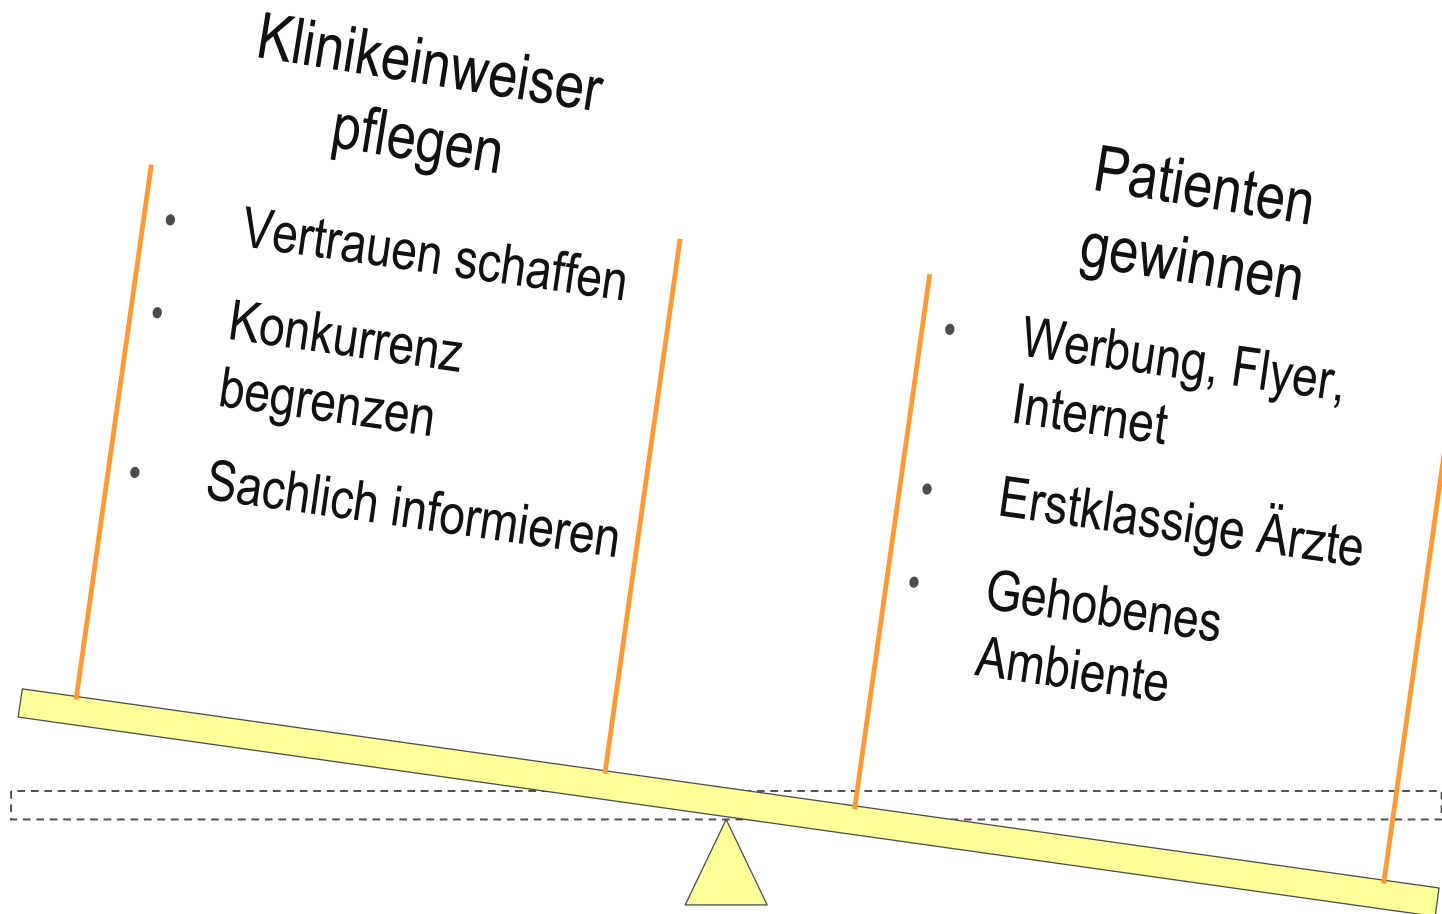 Klinikeinweiser
pflegen
• Vertrauen schaffen
• Konkurrenz
begrenzen
• Sachlich informieren
Patienten
gewinnen
• Werbung, Flyer,
Internet
• Erstklassige Ärzte
• Gehobenes
Ambiente